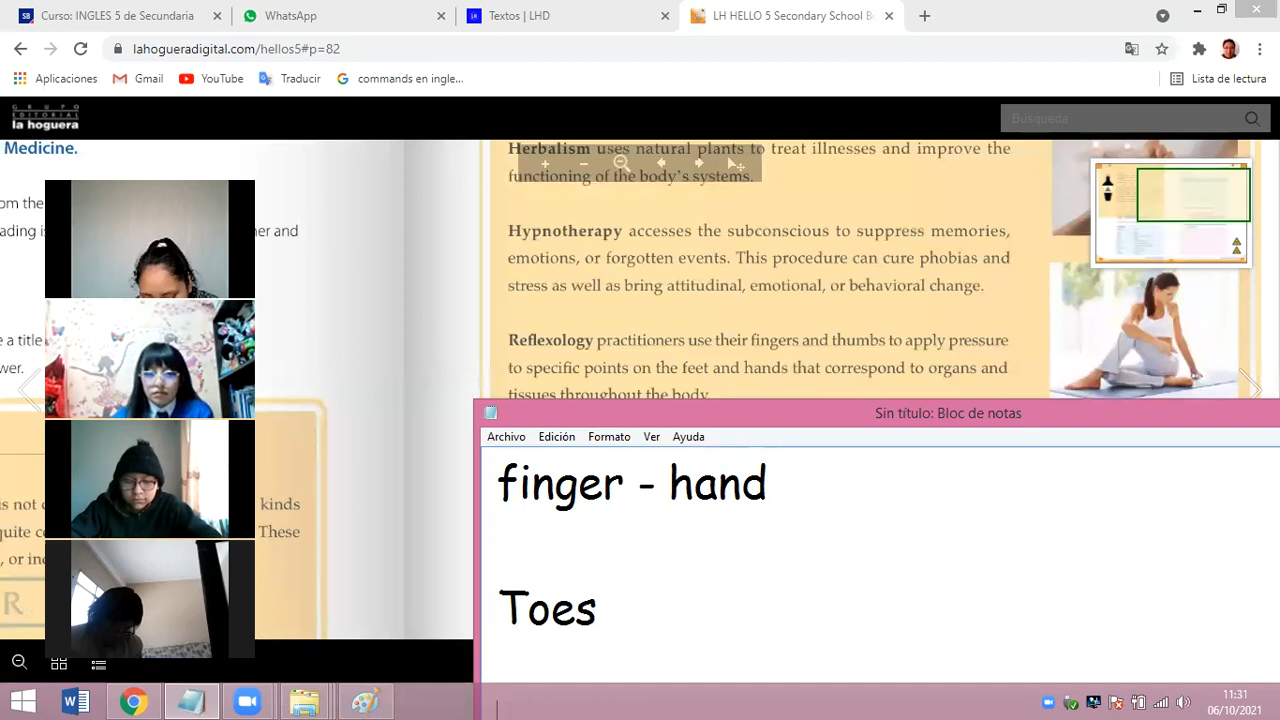 Curso: INGLES 5 de Secundaria
WhatsApp
Textos | LHD
LH HELLO 5 Secondary School B
lahogueradigital.com/hello5#p=82
Aplicaciones
Gmail
YouTube
Traducir
commands en ingle...
Lista de lectura
GRUPO
EDITORIAL
la hoguera
Búsqueda
Medicine.
om the
ading is
her and
e a title
wer.
is not
kinds
quite
These
, or
R
Herbalism uses natural plants to treat illnesses and improve the
functioning of the body's systems.
Hypnotherapy accesses the subconscious to suppress memories,
emotions, or forgotten events. This procedure can cure phobias and
stress as well as bring attitudinal, emotional, or behavioral change.
Reflexology practitioners use their fingers and thumbs to apply pressure
to specific points on the feet and hands that correspond to organs and
tissues throughout the body.
Sin título: Bloc de notas
Archivo Edición Formato Ver Ayuda
finger - hand
Toes
11:31
06/10/2021